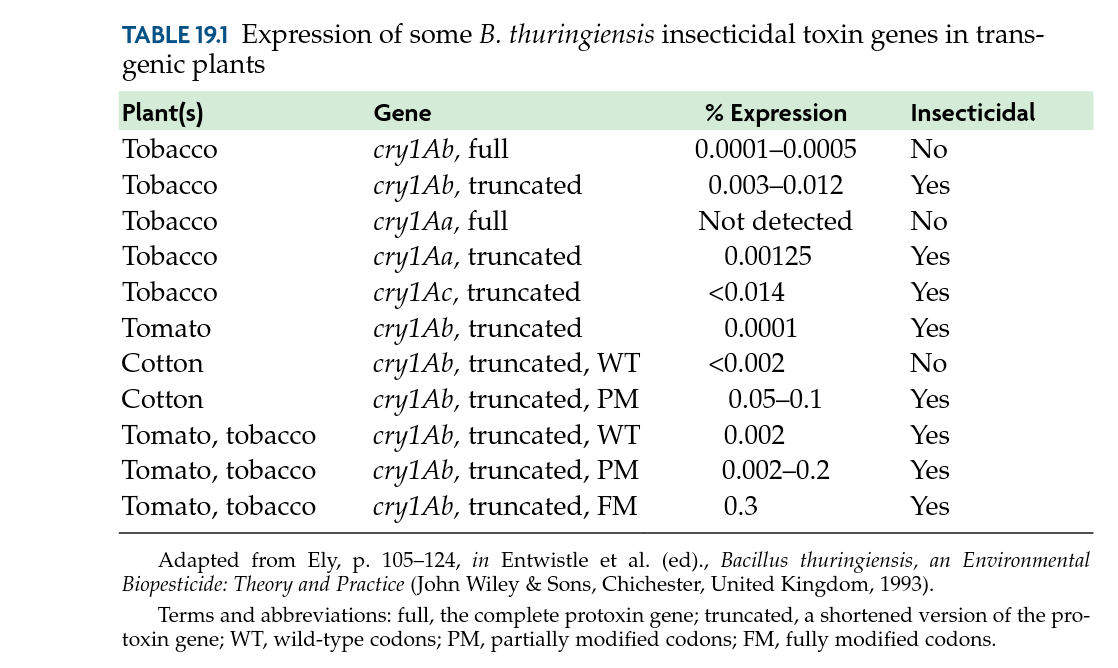 TABLE 19.1 Expression of some B. thuringiensis insecticidal toxin genes in trans-
genic plants
Plant(s) Gene % Expression Insecticidal
Tobacco cry1Ab, full 0.0001–0.0005 No
Tobacco cry1Ab, truncated 0.003–0.012 Yes
Tobacco cry1Aa, full Not detected No
Tobacco cry1Aa, truncated 0.00125 Yes
Tobacco cry1Ac, truncated <0.014 Yes
Tomato cry1Ab, truncated 0.0001 Yes
Cotton cry1Ab, truncated, WT <0.002 No
Cotton cry1Ab, truncated, PM 0.05–0.1 Yes
Tomato, tobacco cry1Ab, truncated, WT 0.002 Yes
Tomato, tobacco cry1Ab, truncated, PM 0.002–0.2 Yes
Tomato, tobacco cry1Ab, truncated, FM 0.3 Yes
Adapted from Ely, p. 105–124, in Entwistle et al. (ed)., Bacillus thuringiensis, an Environmental
Biopesticide: Theory and Practice (John Wiley & Sons, Chichester, United Kingdom, 1993).
Terms and abbreviations: full, the complete protoxin gene; truncated, a shortened version of the pro-
toxin gene; WT, wild-type codons; PM, partially modified codons; FM, fully modified codons.